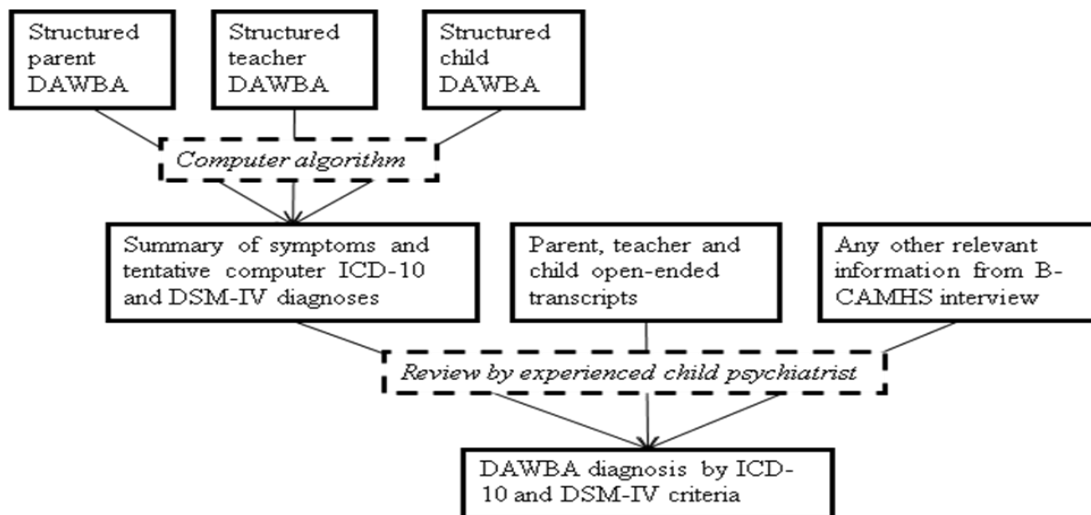 Structured
parent
DAWBA
Structured
teacher
DAWBA
Structured
child
DAWBA
Computer algorithm
Summary of symptoms and
tentative computer ICD-10
and DSM-IV diagnoses
Parent, teacher and
child open-ended
transcripts
Any other relevant
information from B-
CAMHS interview
Review by experienced child psychiatrist
DAWBA diagnosis by ICD-
10 and DSM-IV criteria